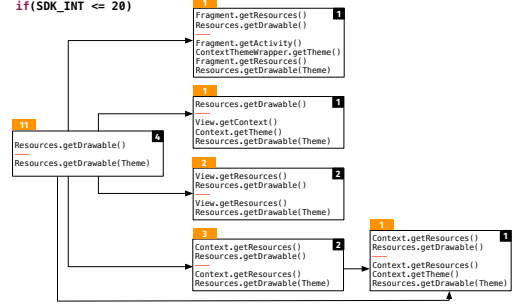 if(SDK_INT <= 20)
1
1
Fragment.getResources()
Resources.getDrawable()
Fragment.getActivity()
ContextThemeWrapper.getTheme()
Fragment.getResources()
Resources.getDrawable(Theme)
1
1
Resources.getDrawable()
View.getContext()
Context.getTheme()
Resources.getDrawable(Theme)
11
4
Resources.getDrawable()
Resources.getDrawable(Theme)
2
2
View.getResources()
Resources.getDrawable()
View.getResources()
Resources.getDrawable(Theme)
3
2
Context.getResources()
Resources.getDrawable()
Context.getResources()
Resources.getDrawable(Theme)
1
1
Context.getResources()
Resources.getDrawable()
Context.getResources()
Context.getTheme()
Resources.getDrawable(Theme)